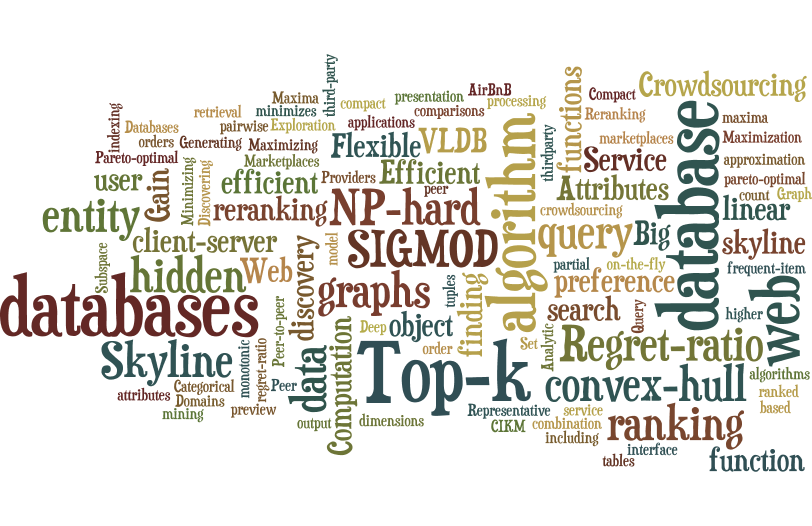 third-party
AirBnB
Maxima
compact
presentation
processing
functions
Compact
Crowdsourcing
indexing
retrieval
minimizes
comparisons
Reranking
maxima
Databases
pairwise
Exploration
applications
algorithm
thirdparty
database
orders
Generating
Maximizing
Flexible
VLDB
marketplaces
Maximization
Pareto-optimal
Minimizing
Discovering
Marketplaces
Efficient
Service
approximation
user
Gain
efficient
Providers
peer
Attributes
pareto-optimal
count
Graph
entity
reranking
NP-hard
crowdsourcing
linear
client-server
discovery
model
SIGMOD
query
Big
skyline
Subspace
hidden
Web
partial
on-the-fly
frequent-item
databases
graphs
tuples
finding
preference
web
Peer-to-peer
Deep
object
search
Query
higher
Skyline
monotonic
regret-ratio
data
Computation
order
Set
Analytic
Regret-ratio
Top-k
algorithms
attributes
Categorical
Peer
convex-hull
ranked
Domains
preview
based
mining
output
dimensions
Representative
service
ranking
CIKM
combination
including
interface
tables
function